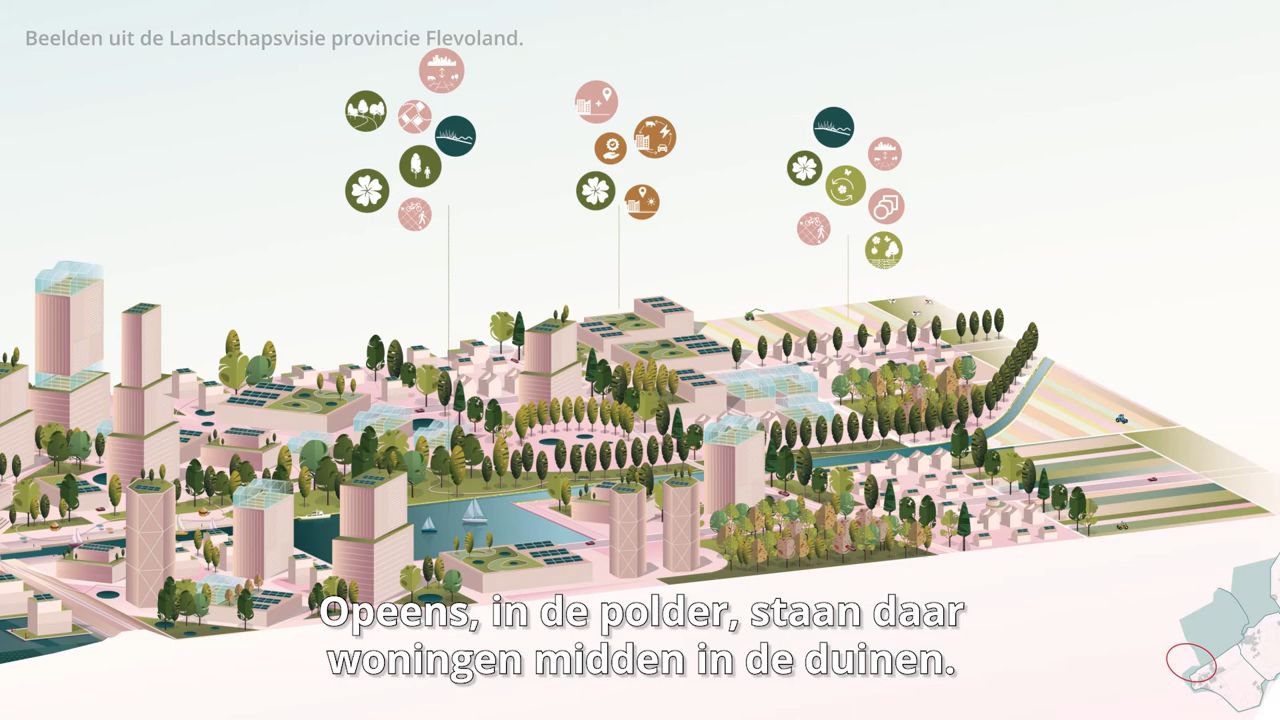 Beelden uit de Landschapsvisie provincie Flevoland.
Opeens, in de polder, staan daar
woningen midden in de duinen.